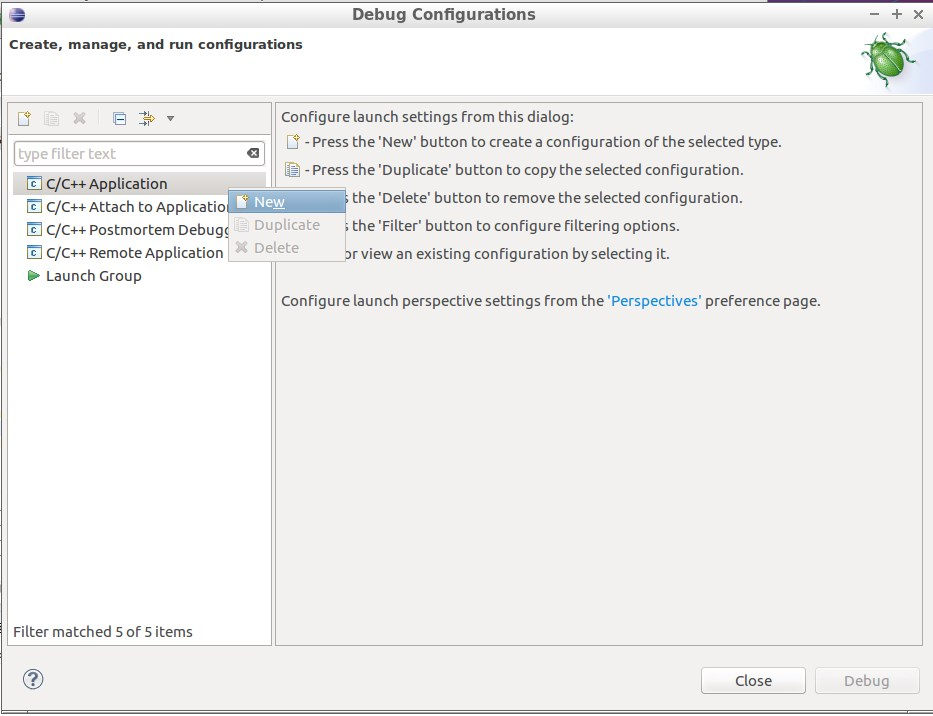 Debug Configurations
Create, manage, and run configurations
type filter text
C/C++ Application
C/C++ Attach to Application
C/C++ Postmortem Debugg
C/C++ Remote Application
Launch Group
New
Duplicate
Delete
Filter matched 5 of 5 items
Configure launch settings from this dialog:
- Press the 'New' button to create a configuration of the selected type.
- Press the 'Duplicate' button to copy the selected configuration.
the 'Delete' button to remove the selected configuration.
the 'Filter' button to configure filtering options.
or view an existing configuration by selecting it.
Configure launch perspective settings from the 'Perspectives' preference page.
Close
Debug